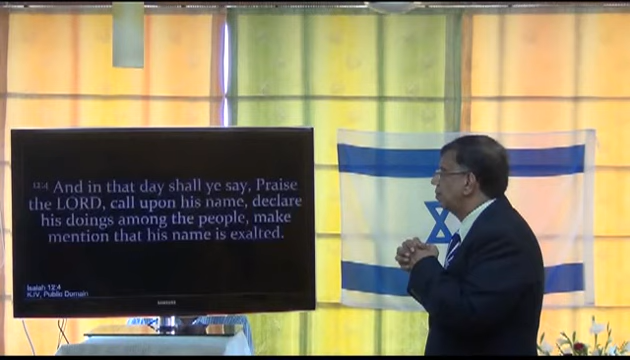 12:4 And in that day shall ye say, Praise
the LORD, call upon his name, declare
his doings among the people, make
mention that his name is exalted.
Isaiah 12:4
KJV, Public Domain
SAMSUNG